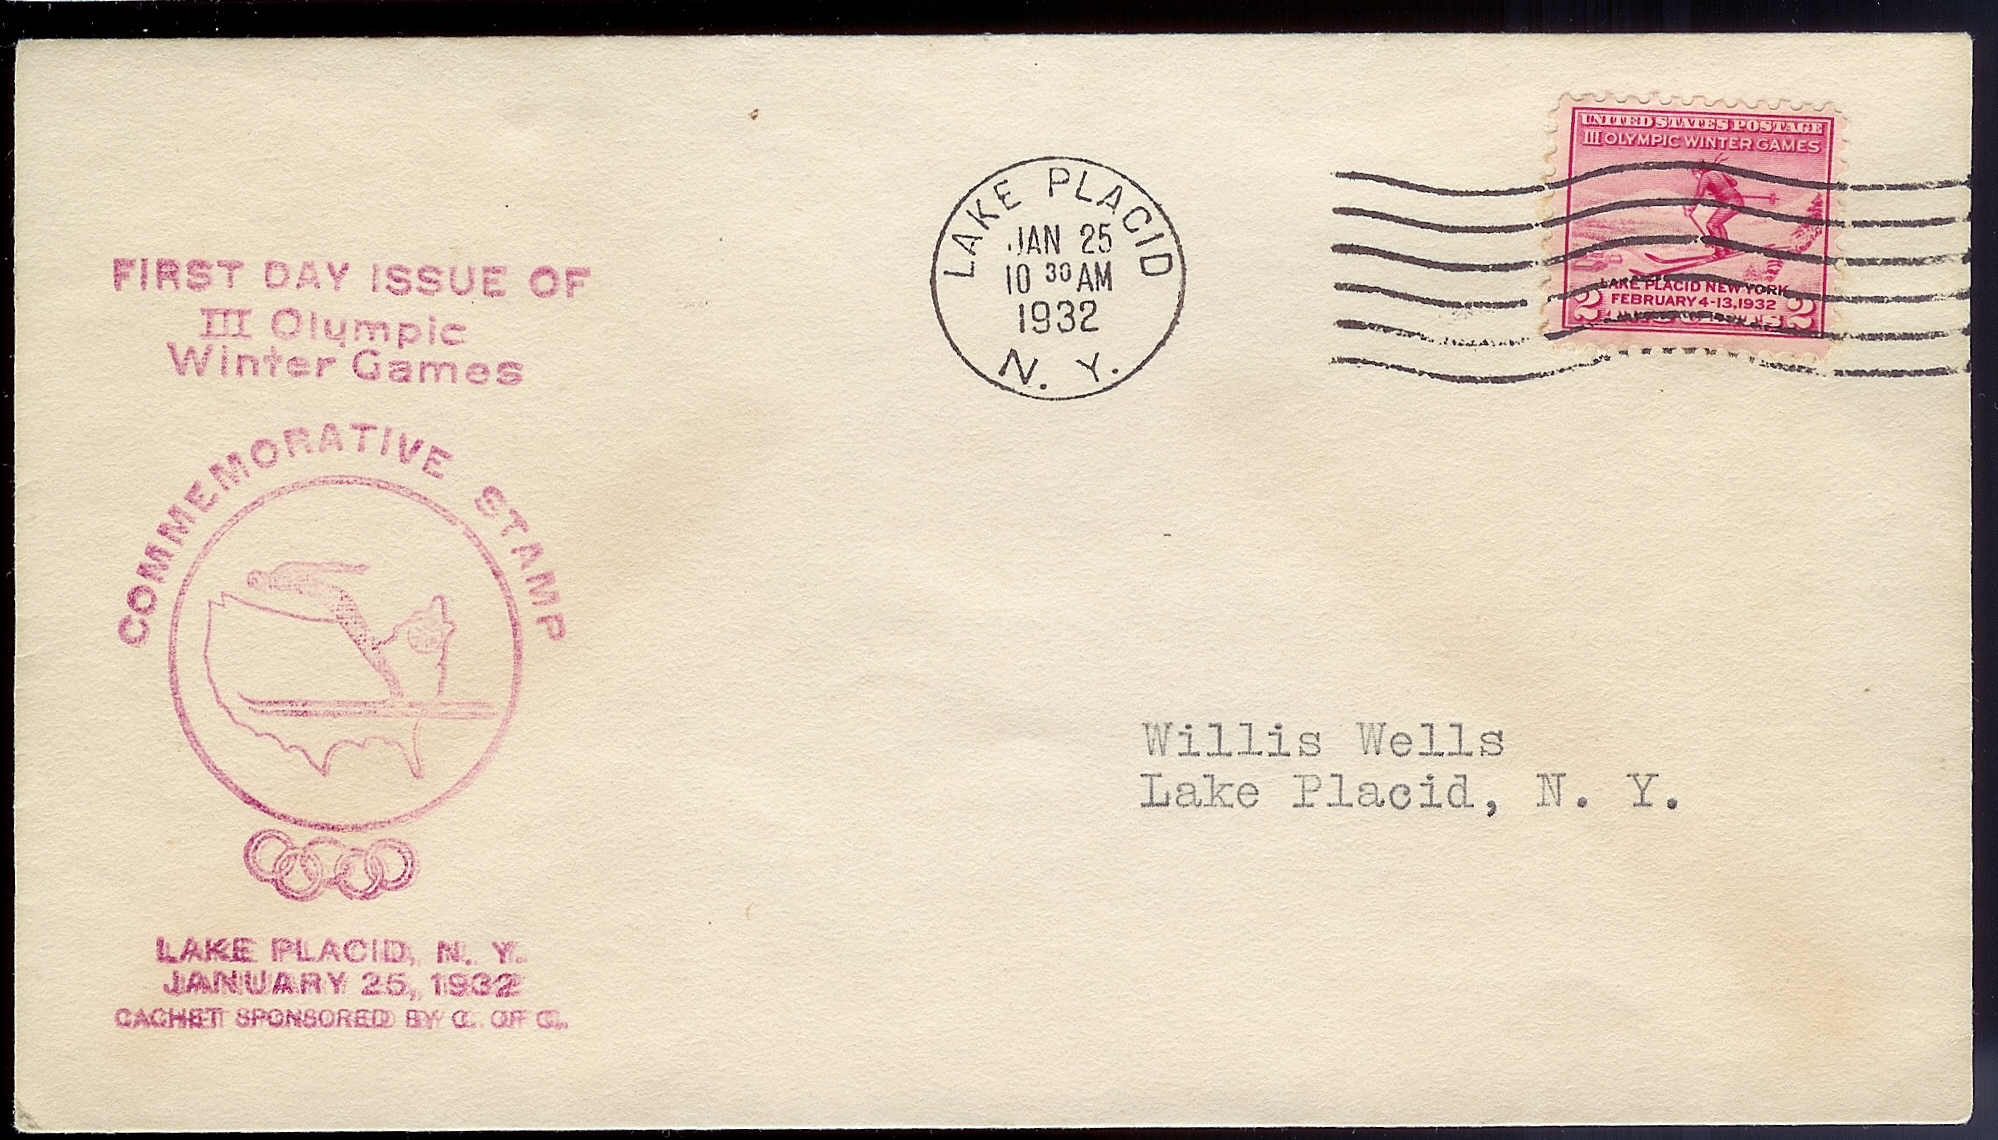 FIRST DAY ISSUE OF
III Olympic
Winter Games
COMMEMORATIVE STAMP
LAKE PLACID, N. Y.
JANUARY 25, 1932
CACHET SPONSORED BY C. OF C.
LAKE PLACID
JAN 25
10 30 AM
1932
N. Y.
UNITED STATES POSTAGE
III OLYMPIC WINTER GAMES
LAKE PLACID NEW YORK
FEBRUARY 4-13, 1932
2 2
Willis Wells
Lake Placid, N. Y.